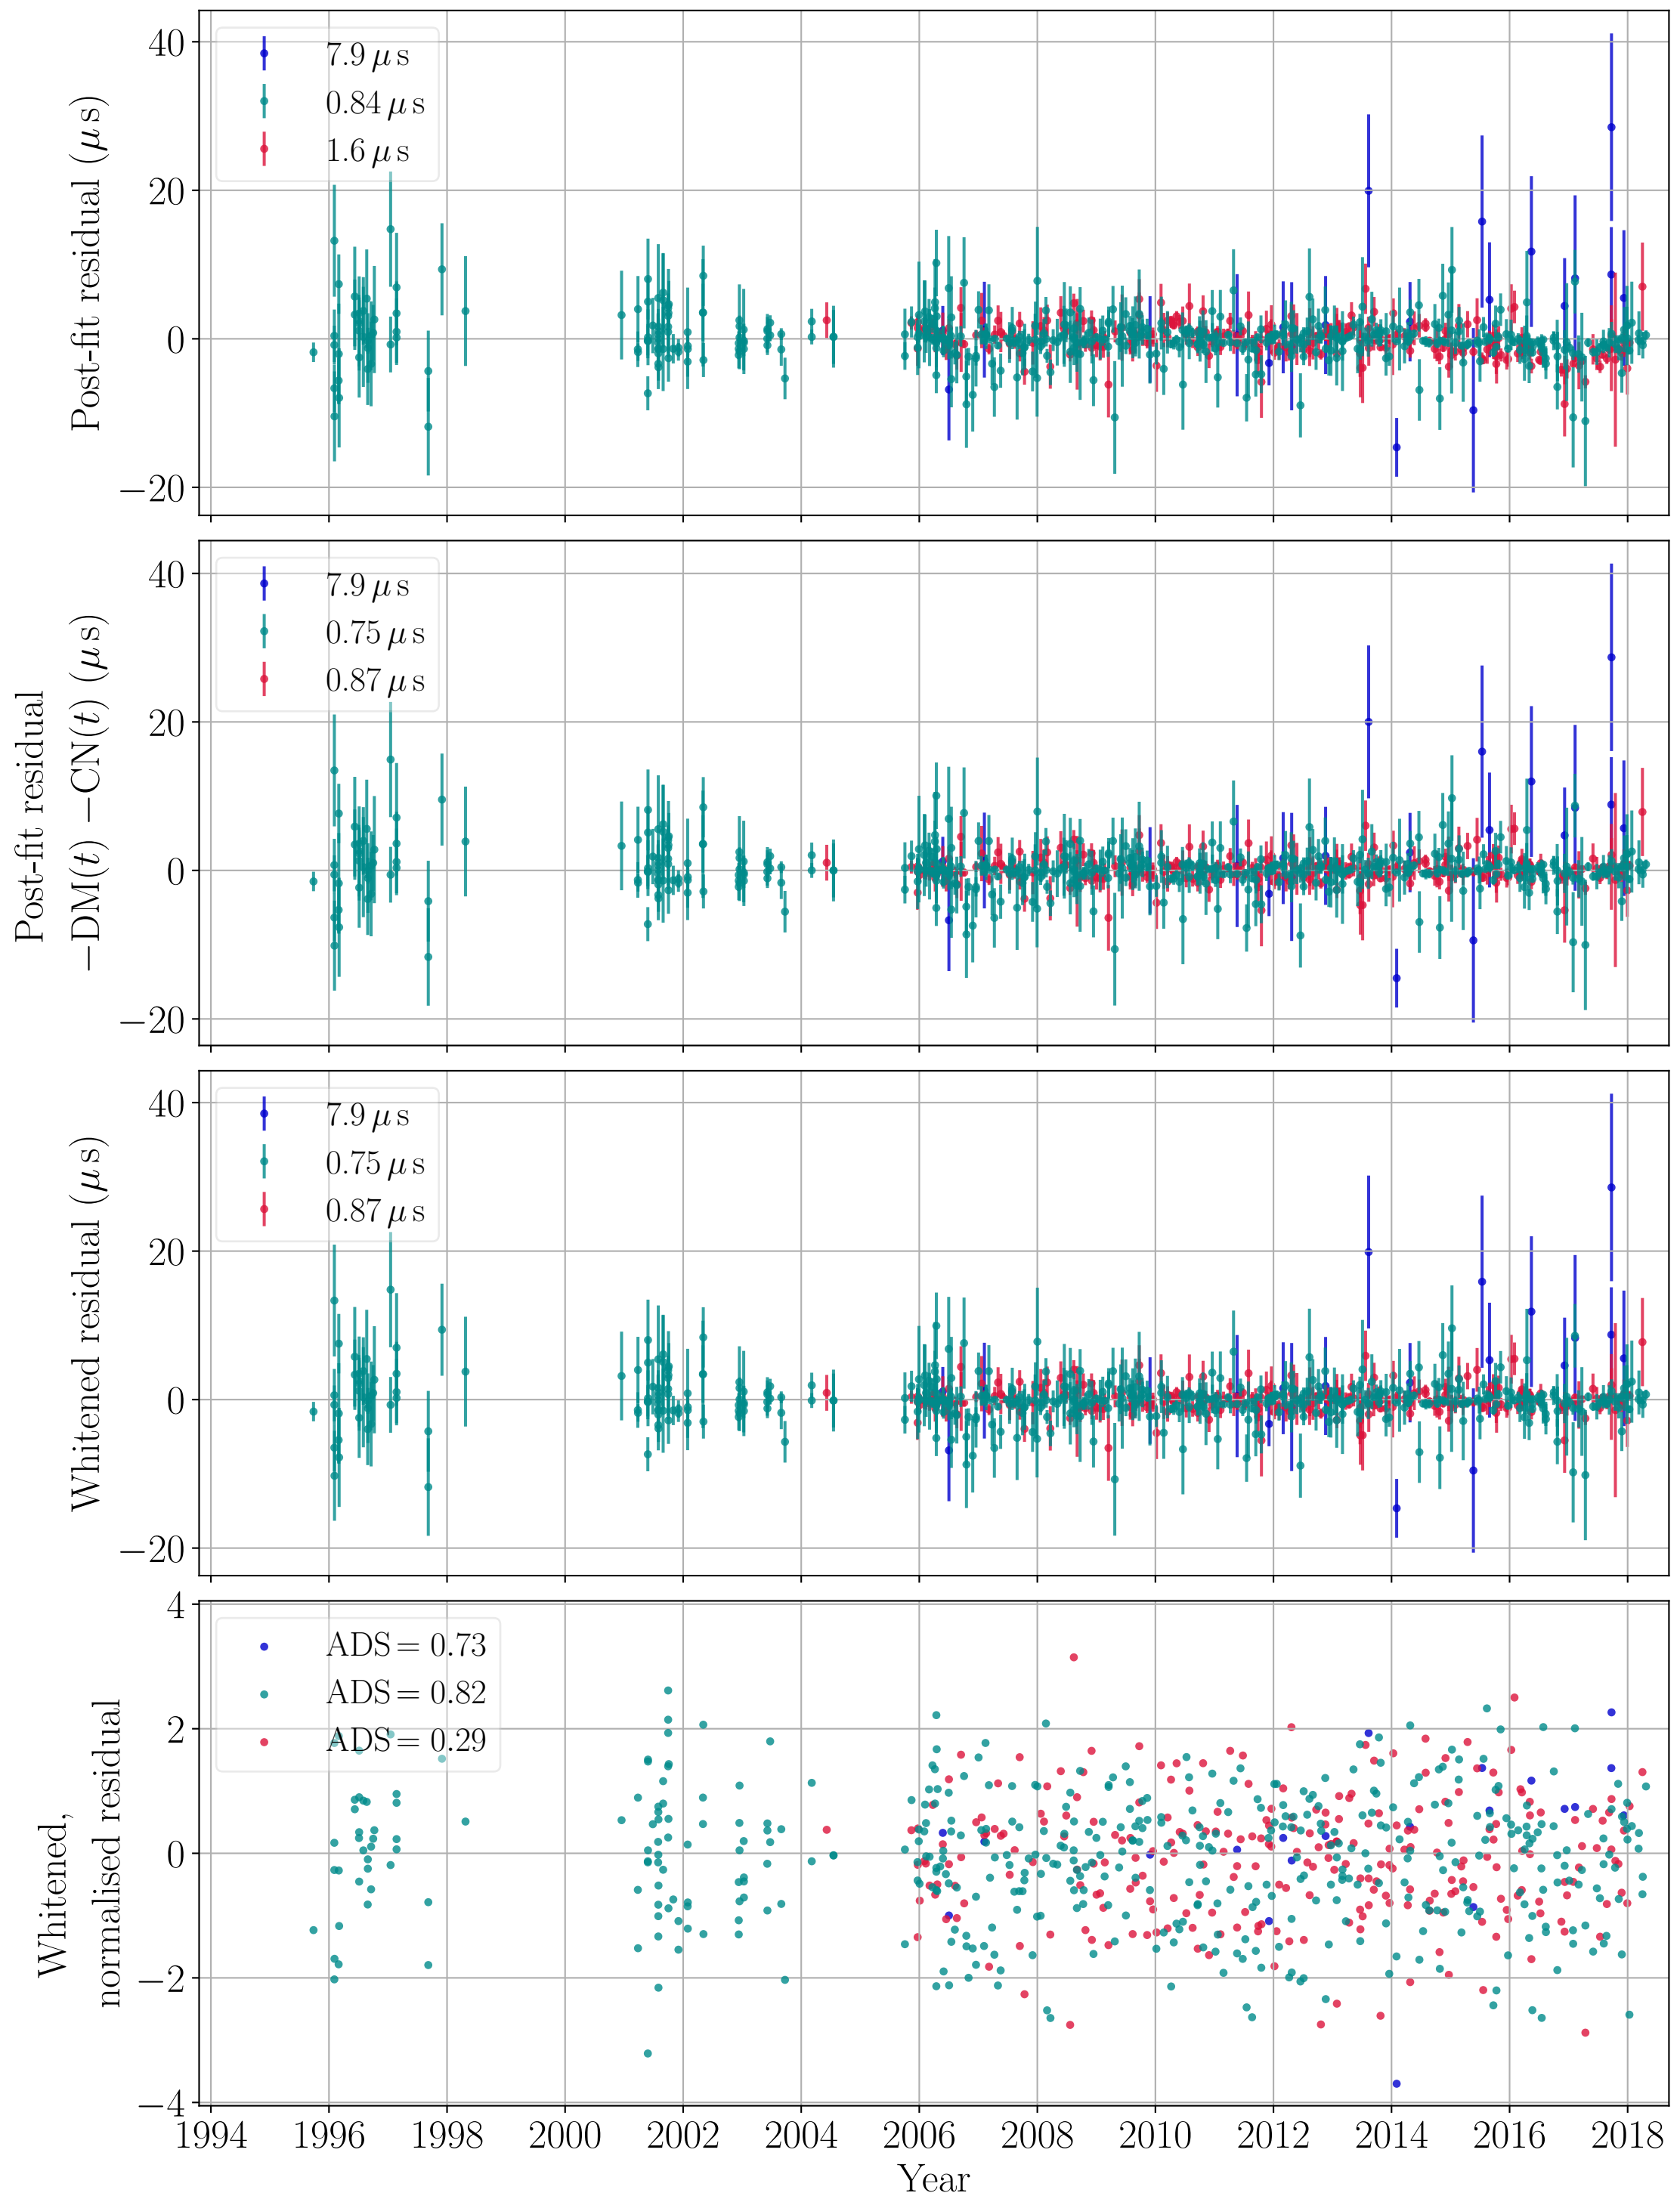 Post-fit residual (μs)
40
20
0
−20
7.9 μs
0.84 μs
1.6 μs
Post-fit residual
−DM(t) −CN(t) (μs)
40
20
0
−20
7.9 μs
0.75 μs
0.87 μs
Whitened residual (μs)
40
20
0
−20
7.9 μs
0.75 μs
0.87 μs
Whitened,
normalised residual
4
2
0
−2
−4
ADS = 0.73
ADS = 0.82
ADS = 0.29
1994 1996 1998 2000 2002 2004 2006 2008 2010 2012 2014 2016 2018
Year